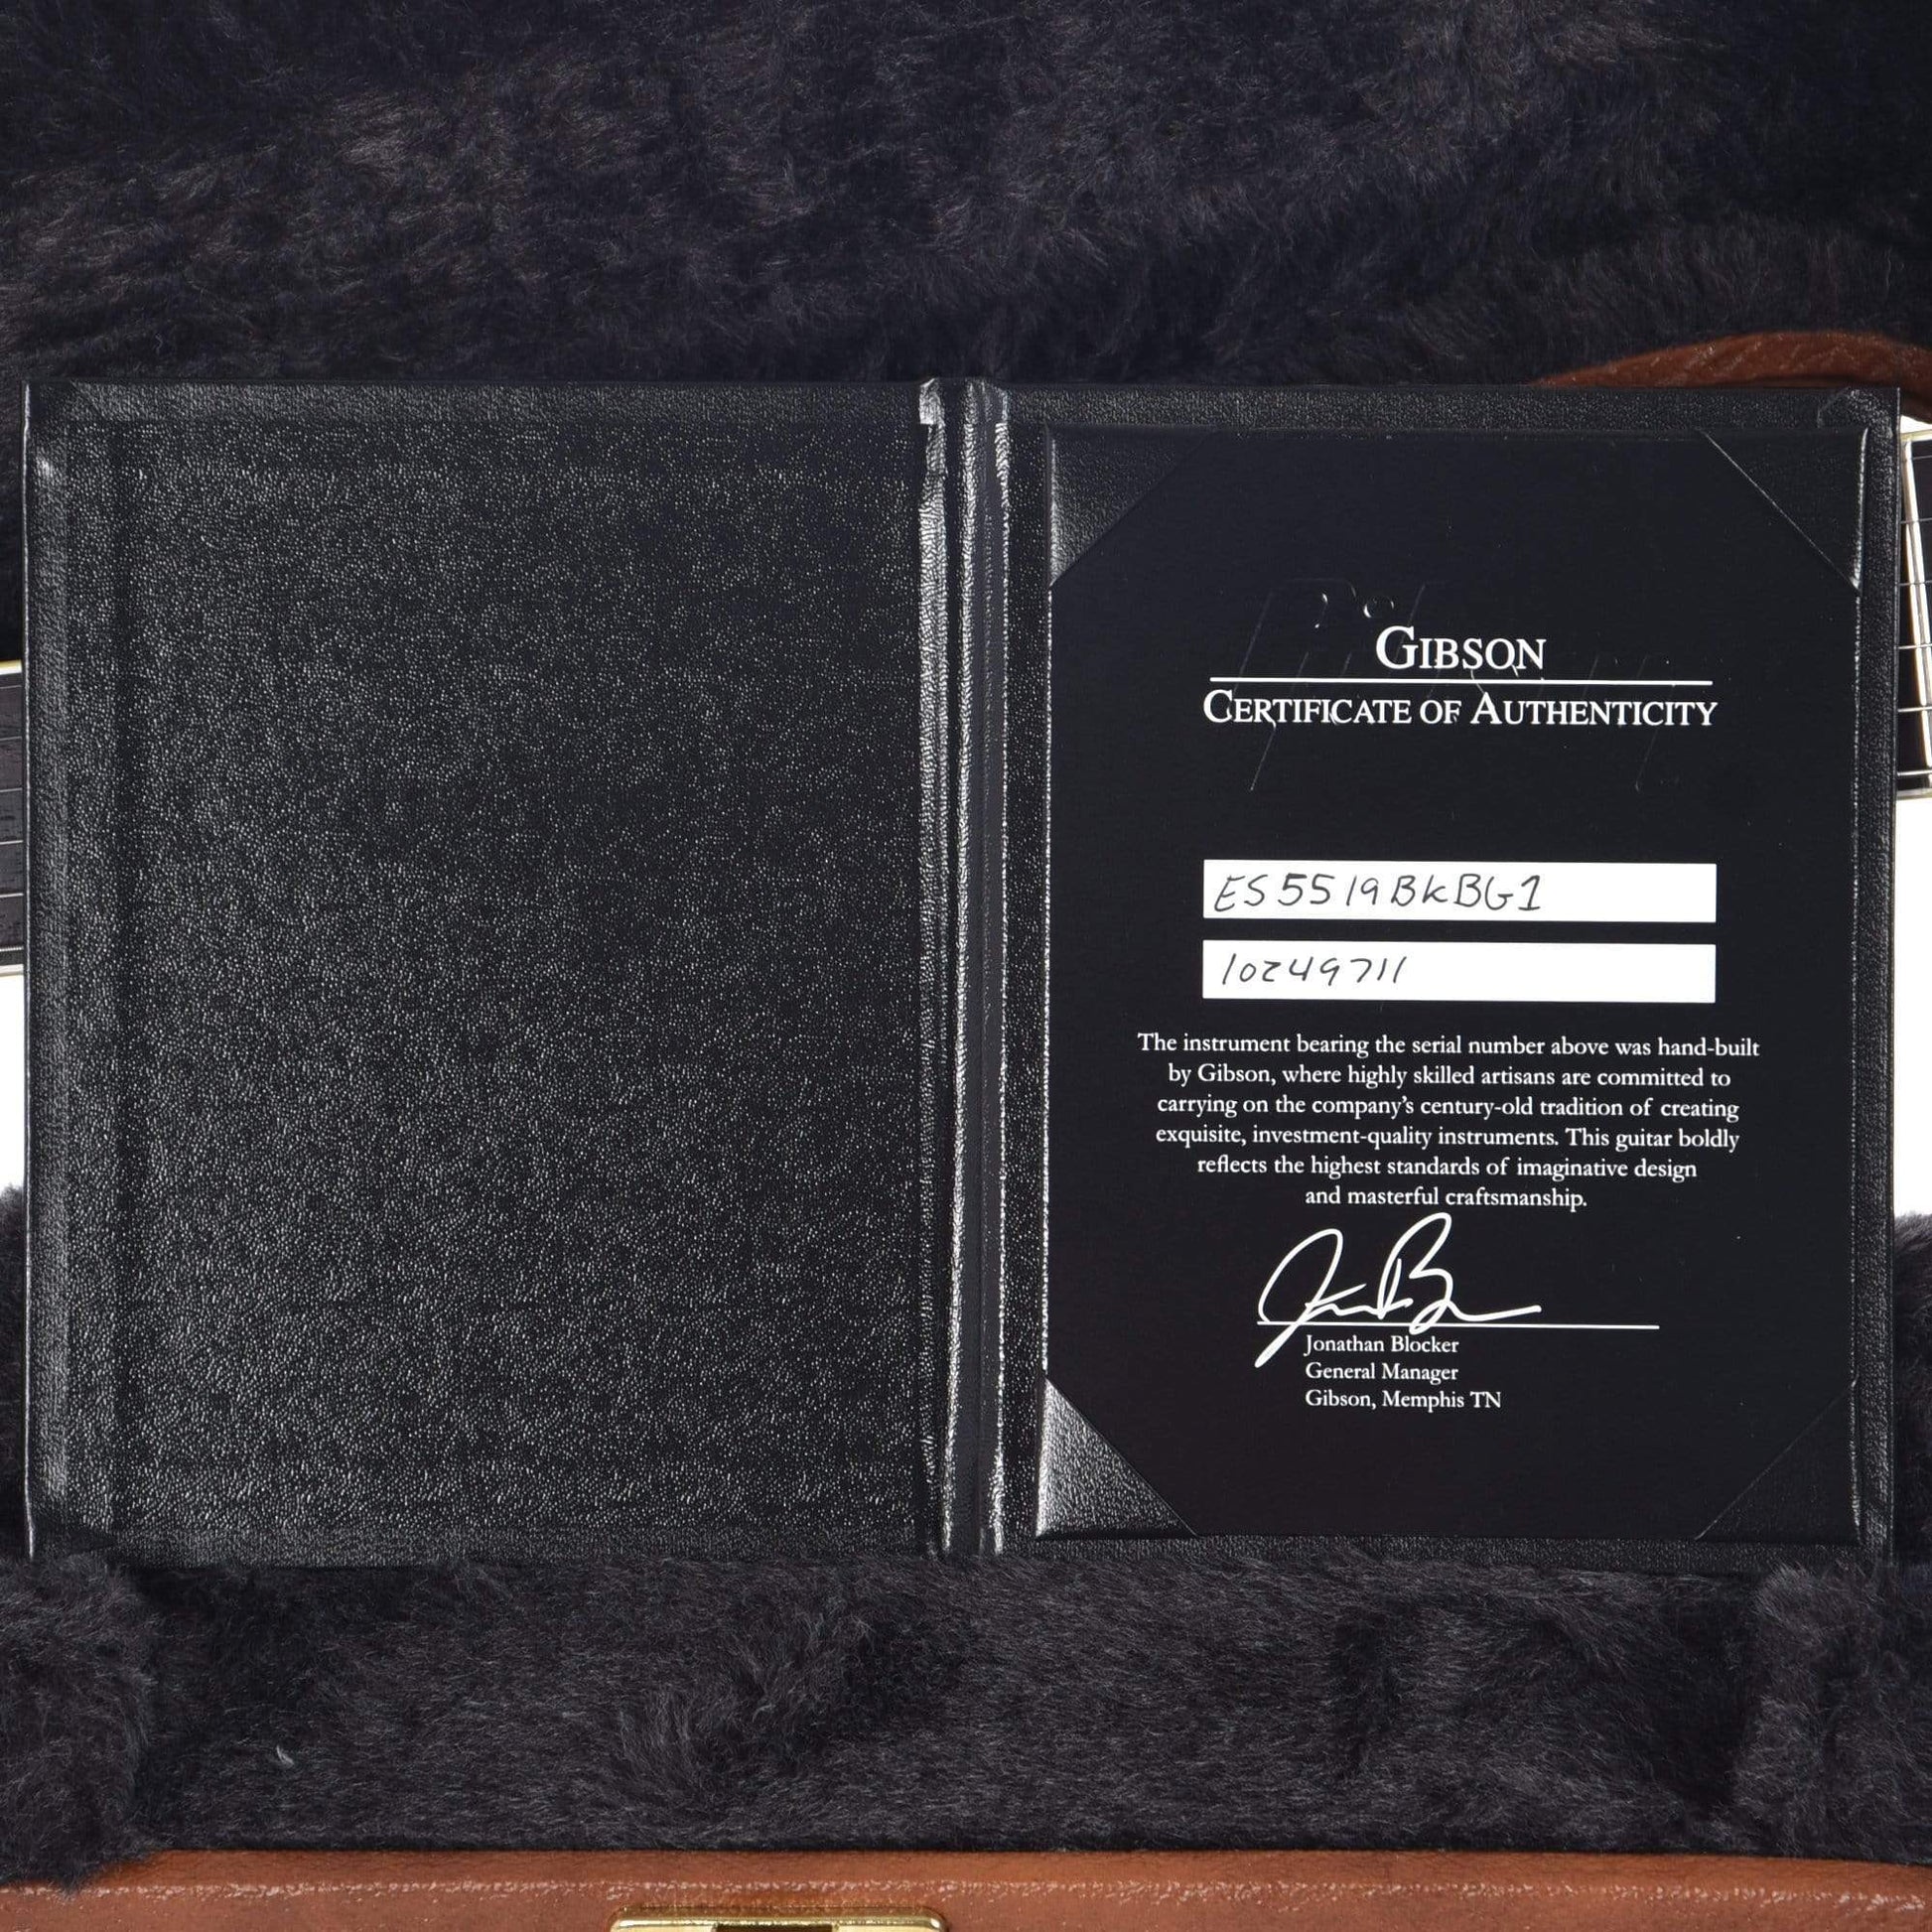 GIBSON
CERTIFICATE OF AUTHENTICITY
ES5519BKBG1
10249711
The instrument bearing the serial number above was hand-built
by Gibson, where highly skilled artisans are committed to
carrying on the company's century-old tradition of creating
exquisite, investment-quality instruments. This guitar boldly
reflects the highest standards of imaginative design
and masterful craftsmanship.
Jonathan Blocker
General Manager
Gibson, Memphis TN